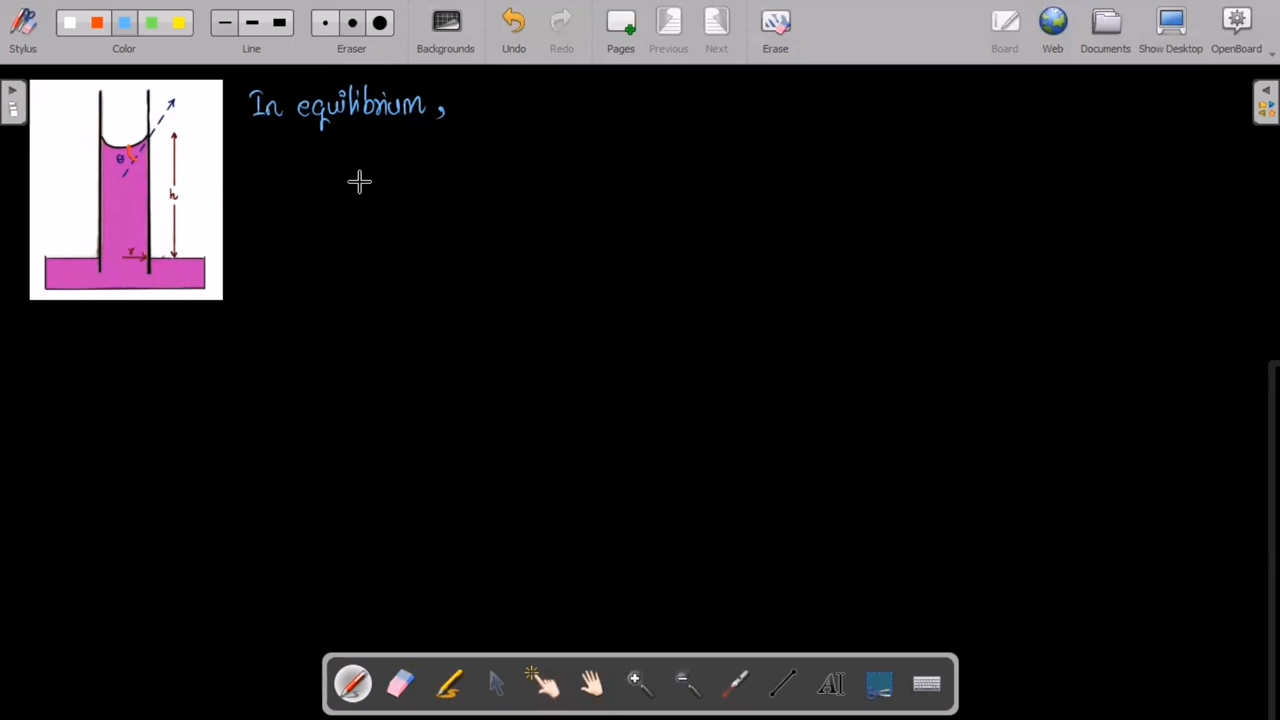 Stylus
Color
Line
Eraser
Backgrounds
Undo
Redo
Pages
Previous
Next
Erase
Board
Web
Documents
Show Desktop
OpenBoard
In equilibrium,
θ
h
r
AI